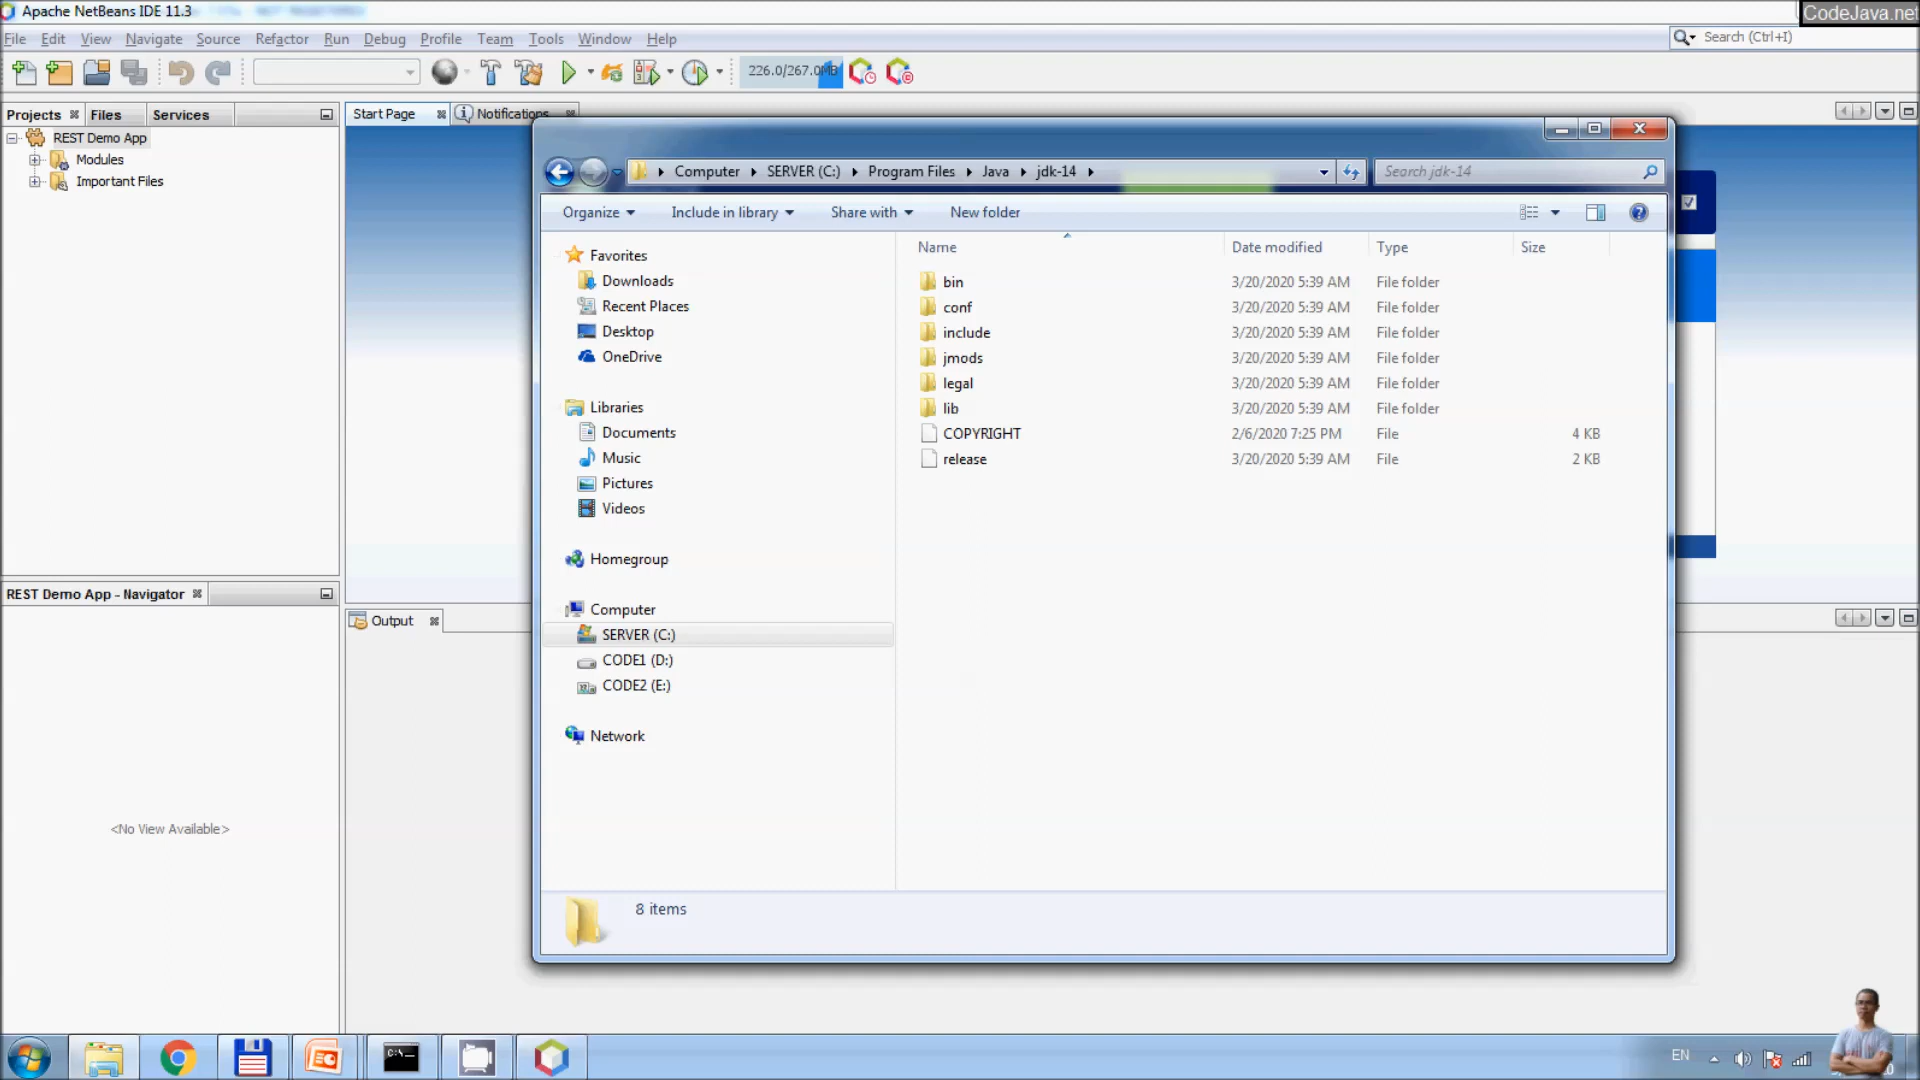 Apache NetBeans IDE 11.3
CodeJava.net
File Edit View Navigate Source Refactor Run Debug Profile Team Tools Window Help
Search (Ctrl+I)
226.0/267.0MB
Projects Files Services
Start Page Notifications
REST Demo App
Modules
Important Files
Computer SERVER (C:) Program Files Java jdk-14
Search jdk-14
Organize Include in library Share with New folder
Favorites
Downloads
Recent Places
Desktop
OneDrive
Libraries
Documents
Music
Pictures
Videos
Homegroup
Computer
SERVER (C:)
CODE1 (D:)
CODE2 (E:)
Network
Name Date modified Type Size
bin 3/20/2020 5:39 AM File folder
conf 3/20/2020 5:39 AM File folder
include 3/20/2020 5:39 AM File folder
jmods 3/20/2020 5:39 AM File folder
legal 3/20/2020 5:39 AM File folder
lib 3/20/2020 5:39 AM File folder
COPYRIGHT 2/6/2020 7:25 PM File 4 KB
release 3/20/2020 5:39 AM File 2 KB
8 items
REST Demo App - Navigator
<No View Available>
Output
C:\
EN